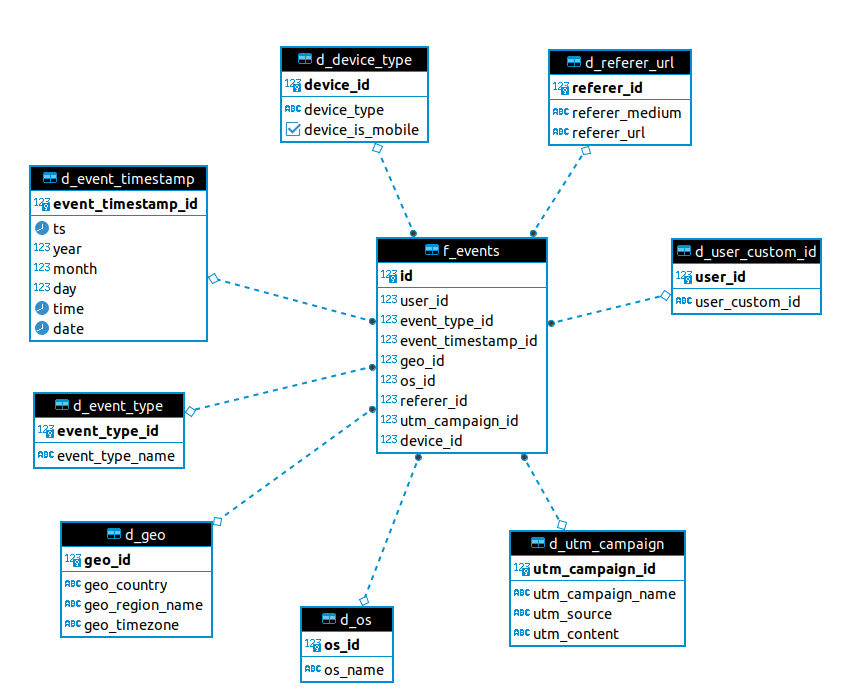 d_device_type
123 device_id
ABC device_type
device_is_mobile
d_referer_url
123 referer_id
ABC referer_medium
ABC referer_url
d_event_timestamp
123 event_timestamp_id
ts
123 year
123 month
123 day
time
date
f_events
123 id
123 user_id
123 event_type_id
123 event_timestamp_id
123 geo_id
123 os_id
123 referer_id
123 utm_campaign_id
123 device_id
d_user_custom_id
123 user_id
ABC user_custom_id
d_event_type
123 event_type_id
ABC event_type_name
d_geo
123 geo_id
ABC geo_country
ABC geo_region_name
ABC geo_timezone
d_os
123 os_id
ABC os_name
d_utm_campaign
123 utm_campaign_id
ABC utm_campaign_name
ABC utm_source
ABC utm_content